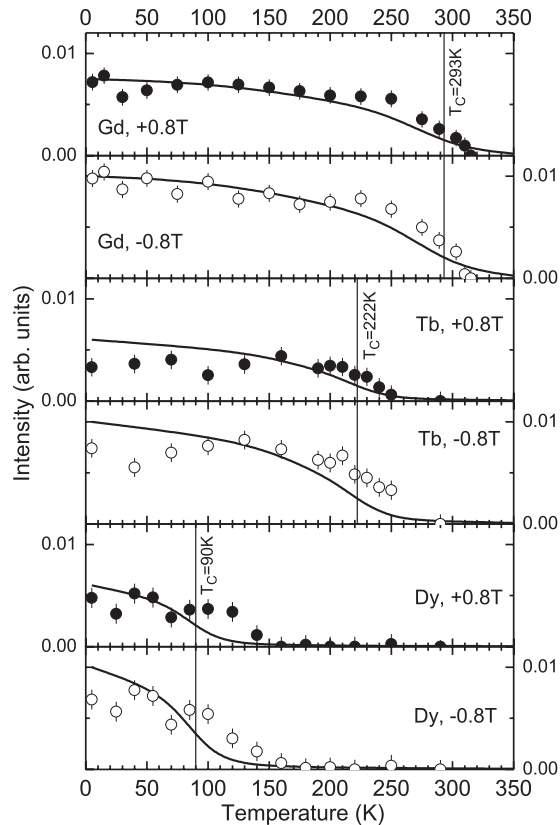 0 50 100 150 200 250 300 350
0.01
T_C=293K
Gd, +0.8T
0.00
0.01
Gd, -0.8T
0.00
0.01
T_C=222K
Tb, +0.8T
0.00
0.01
Tb, -0.8T
0.00
0.01
T_C=90K
Dy, +0.8T
0.00
0.01
Dy, -0.8T
0.00
Intensity (arb. units)
0 50 100 150 200 250 300 350
Temperature (K)